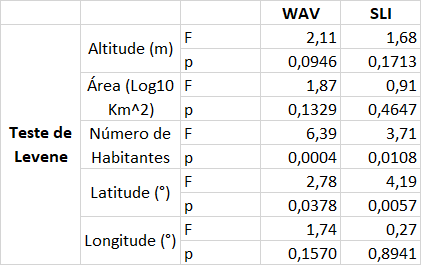 WAV SLI
Teste de Levene
Altitude (m) F 2,11 1,68
p 0,0946 0,1713
Área (Log10 Km^2) F 1,87 0,91
p 0,1329 0,4647
Número de Habitantes F 6,39 3,71
p 0,0004 0,0108
Latitude (°) F 2,78 4,19
p 0,0378 0,0057
Longitude (°) F 1,74 0,27
p 0,1570 0,8941